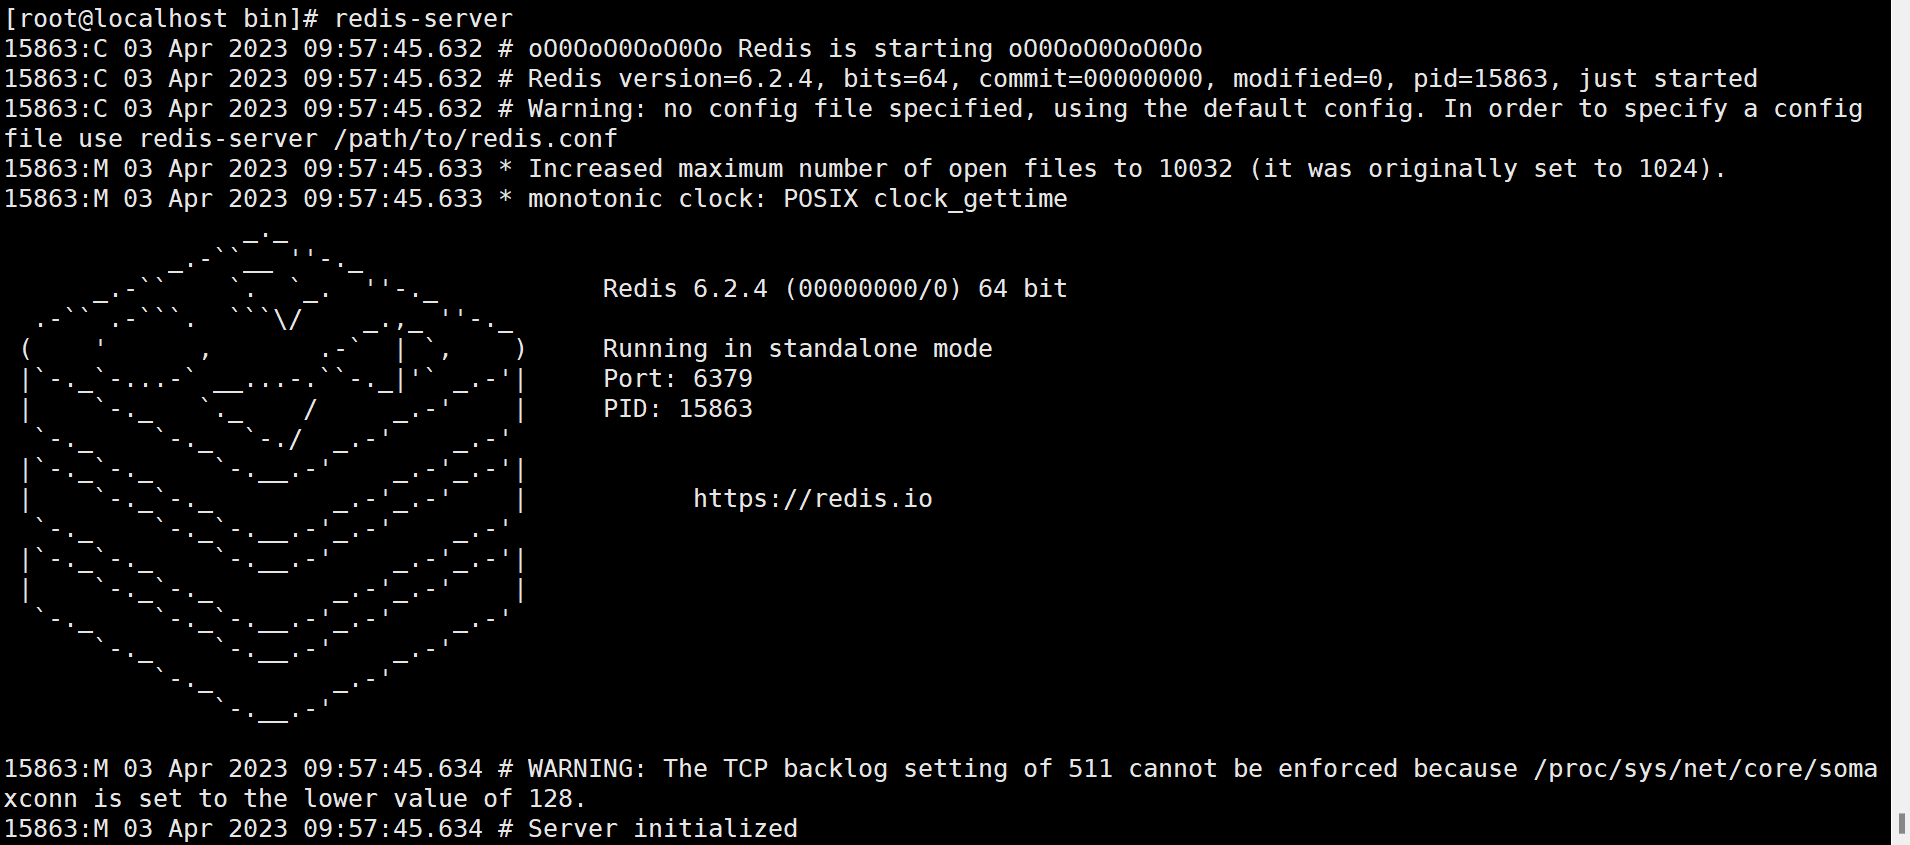 [root@localhost bin]# redis-server
15863:C 03 Apr 2023 09:57:45.632 # oO0OoO0OoO0Oo Redis is starting oO0OoO0OoO0Oo
15863:C 03 Apr 2023 09:57:45.632 # Redis version=6.2.4, bits=64, commit=00000000, modified=0, pid=15863, just started
15863:C 03 Apr 2023 09:57:45.632 # Warning: no config file specified, using the default config. In order to specify a config
file use redis-server /path/to/redis.conf
15863:M 03 Apr 2023 09:57:45.633 * Increased maximum number of open files to 10032 (it was originally set to 1024).
15863:M 03 Apr 2023 09:57:45.633 * monotonic clock: POSIX clock_gettime
Redis 6.2.4 (00000000/0) 64 bit
Running in standalone mode
Port: 6379
PID: 15863
https://redis.io
15863:M 03 Apr 2023 09:57:45.634 # WARNING: The TCP backlog setting of 511 cannot be enforced because /proc/sys/net/core/soma
xconn is set to the lower value of 128.
15863:M 03 Apr 2023 09:57:45.634 # Server initialized